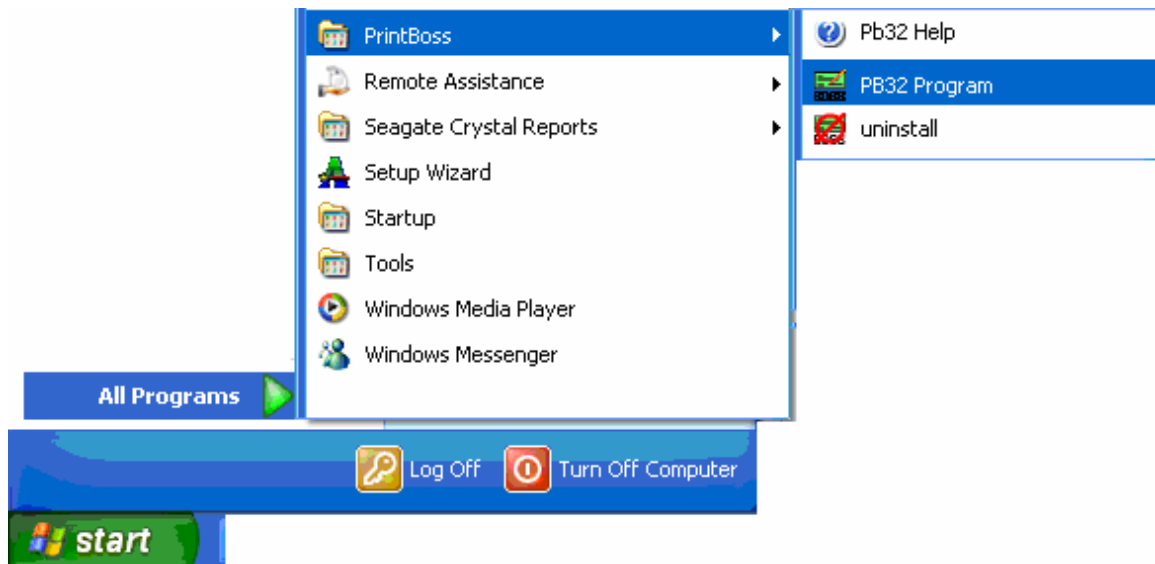 PrintBoss
Remote Assistance
Seagate Crystal Reports
Setup Wizard
Startup
Tools
Windows Media Player
Windows Messenger
Pb32 Help
PB32 Program
uninstall
All Programs
Log Off
Turn Off Computer
start